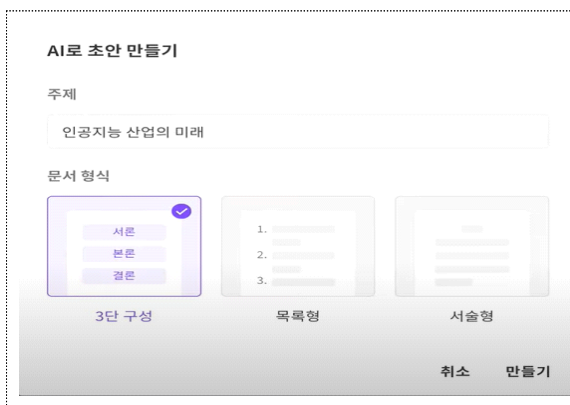 AI로 초안 만들기
주제
인공지능 산업의 미래
문서 형식
서론
본론
결론
1.
2.
3.
3단 구성
목록형
서술형
취소 만들기